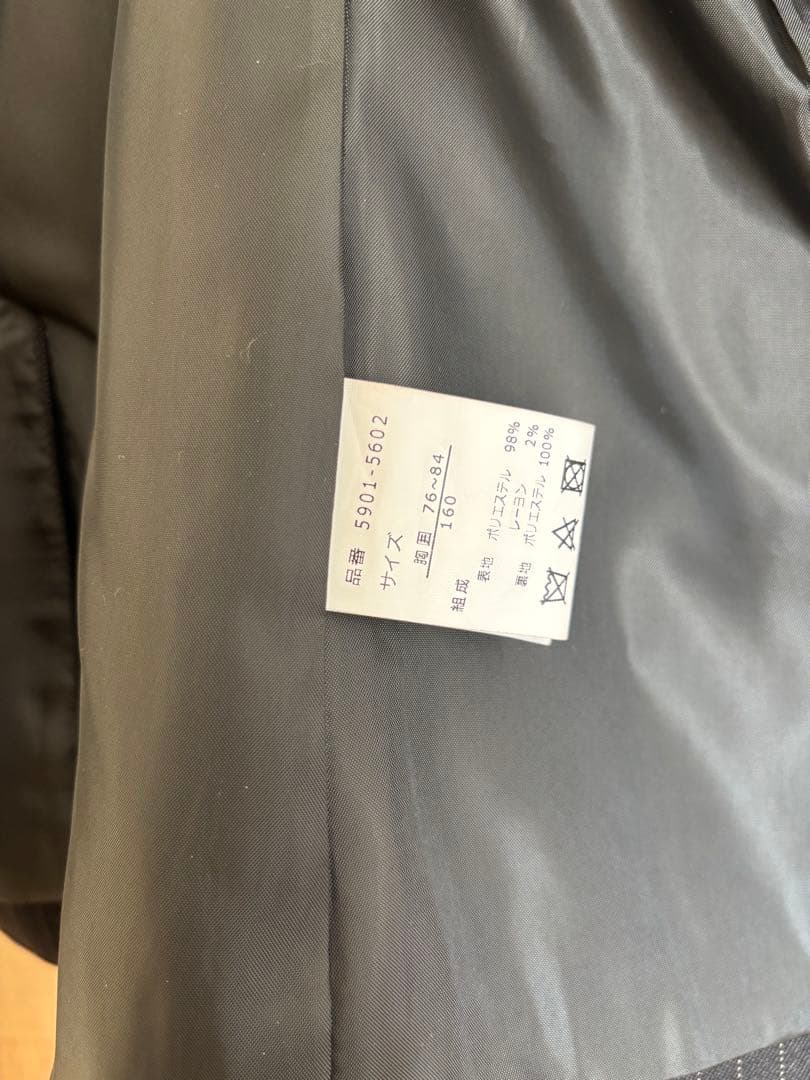 品番 5901-5602
サイズ
胸囲 76~84
160
組成
表地 ポリエステル 98%
レーヨン 2%
裏地 ポリエステル 100%